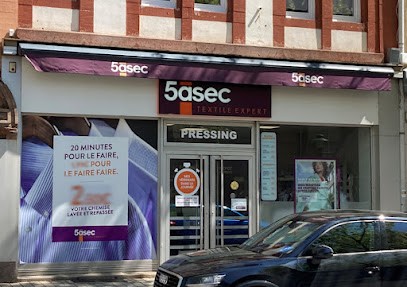 5àsec
5àsec
5àsec
TEXTILE EXPERT
PRESSING
20 MINUTES
POUR LE FAIRE,
POUR
LE FAIRE FAIRE.
VOTRE CHEMISE
LAVÉE ET REPASSÉE
5àsec